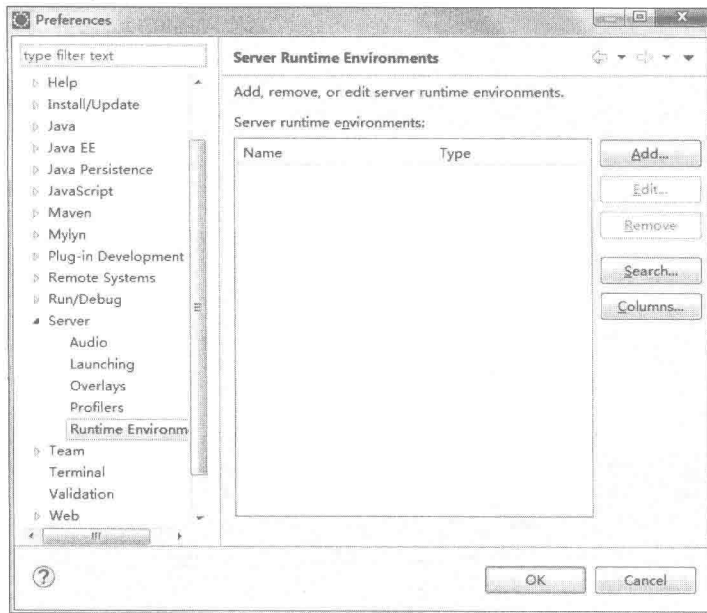 Preferences
type filter text
Help
Install/Update
Java
Java EE
Java Persistence
JavaScript
Maven
Mylyn
Plug-in Development
Remote Systems
Run/Debug
Server
Audio
Launching
Overlays
Profilers
Runtime Environm
Team
Terminal
Validation
Web
Server Runtime Environments
Add, remove, or edit server runtime environments.
Server runtime environments:
Name Type
Add...
Edit...
Remove
Search...
Columns...
OK Cancel